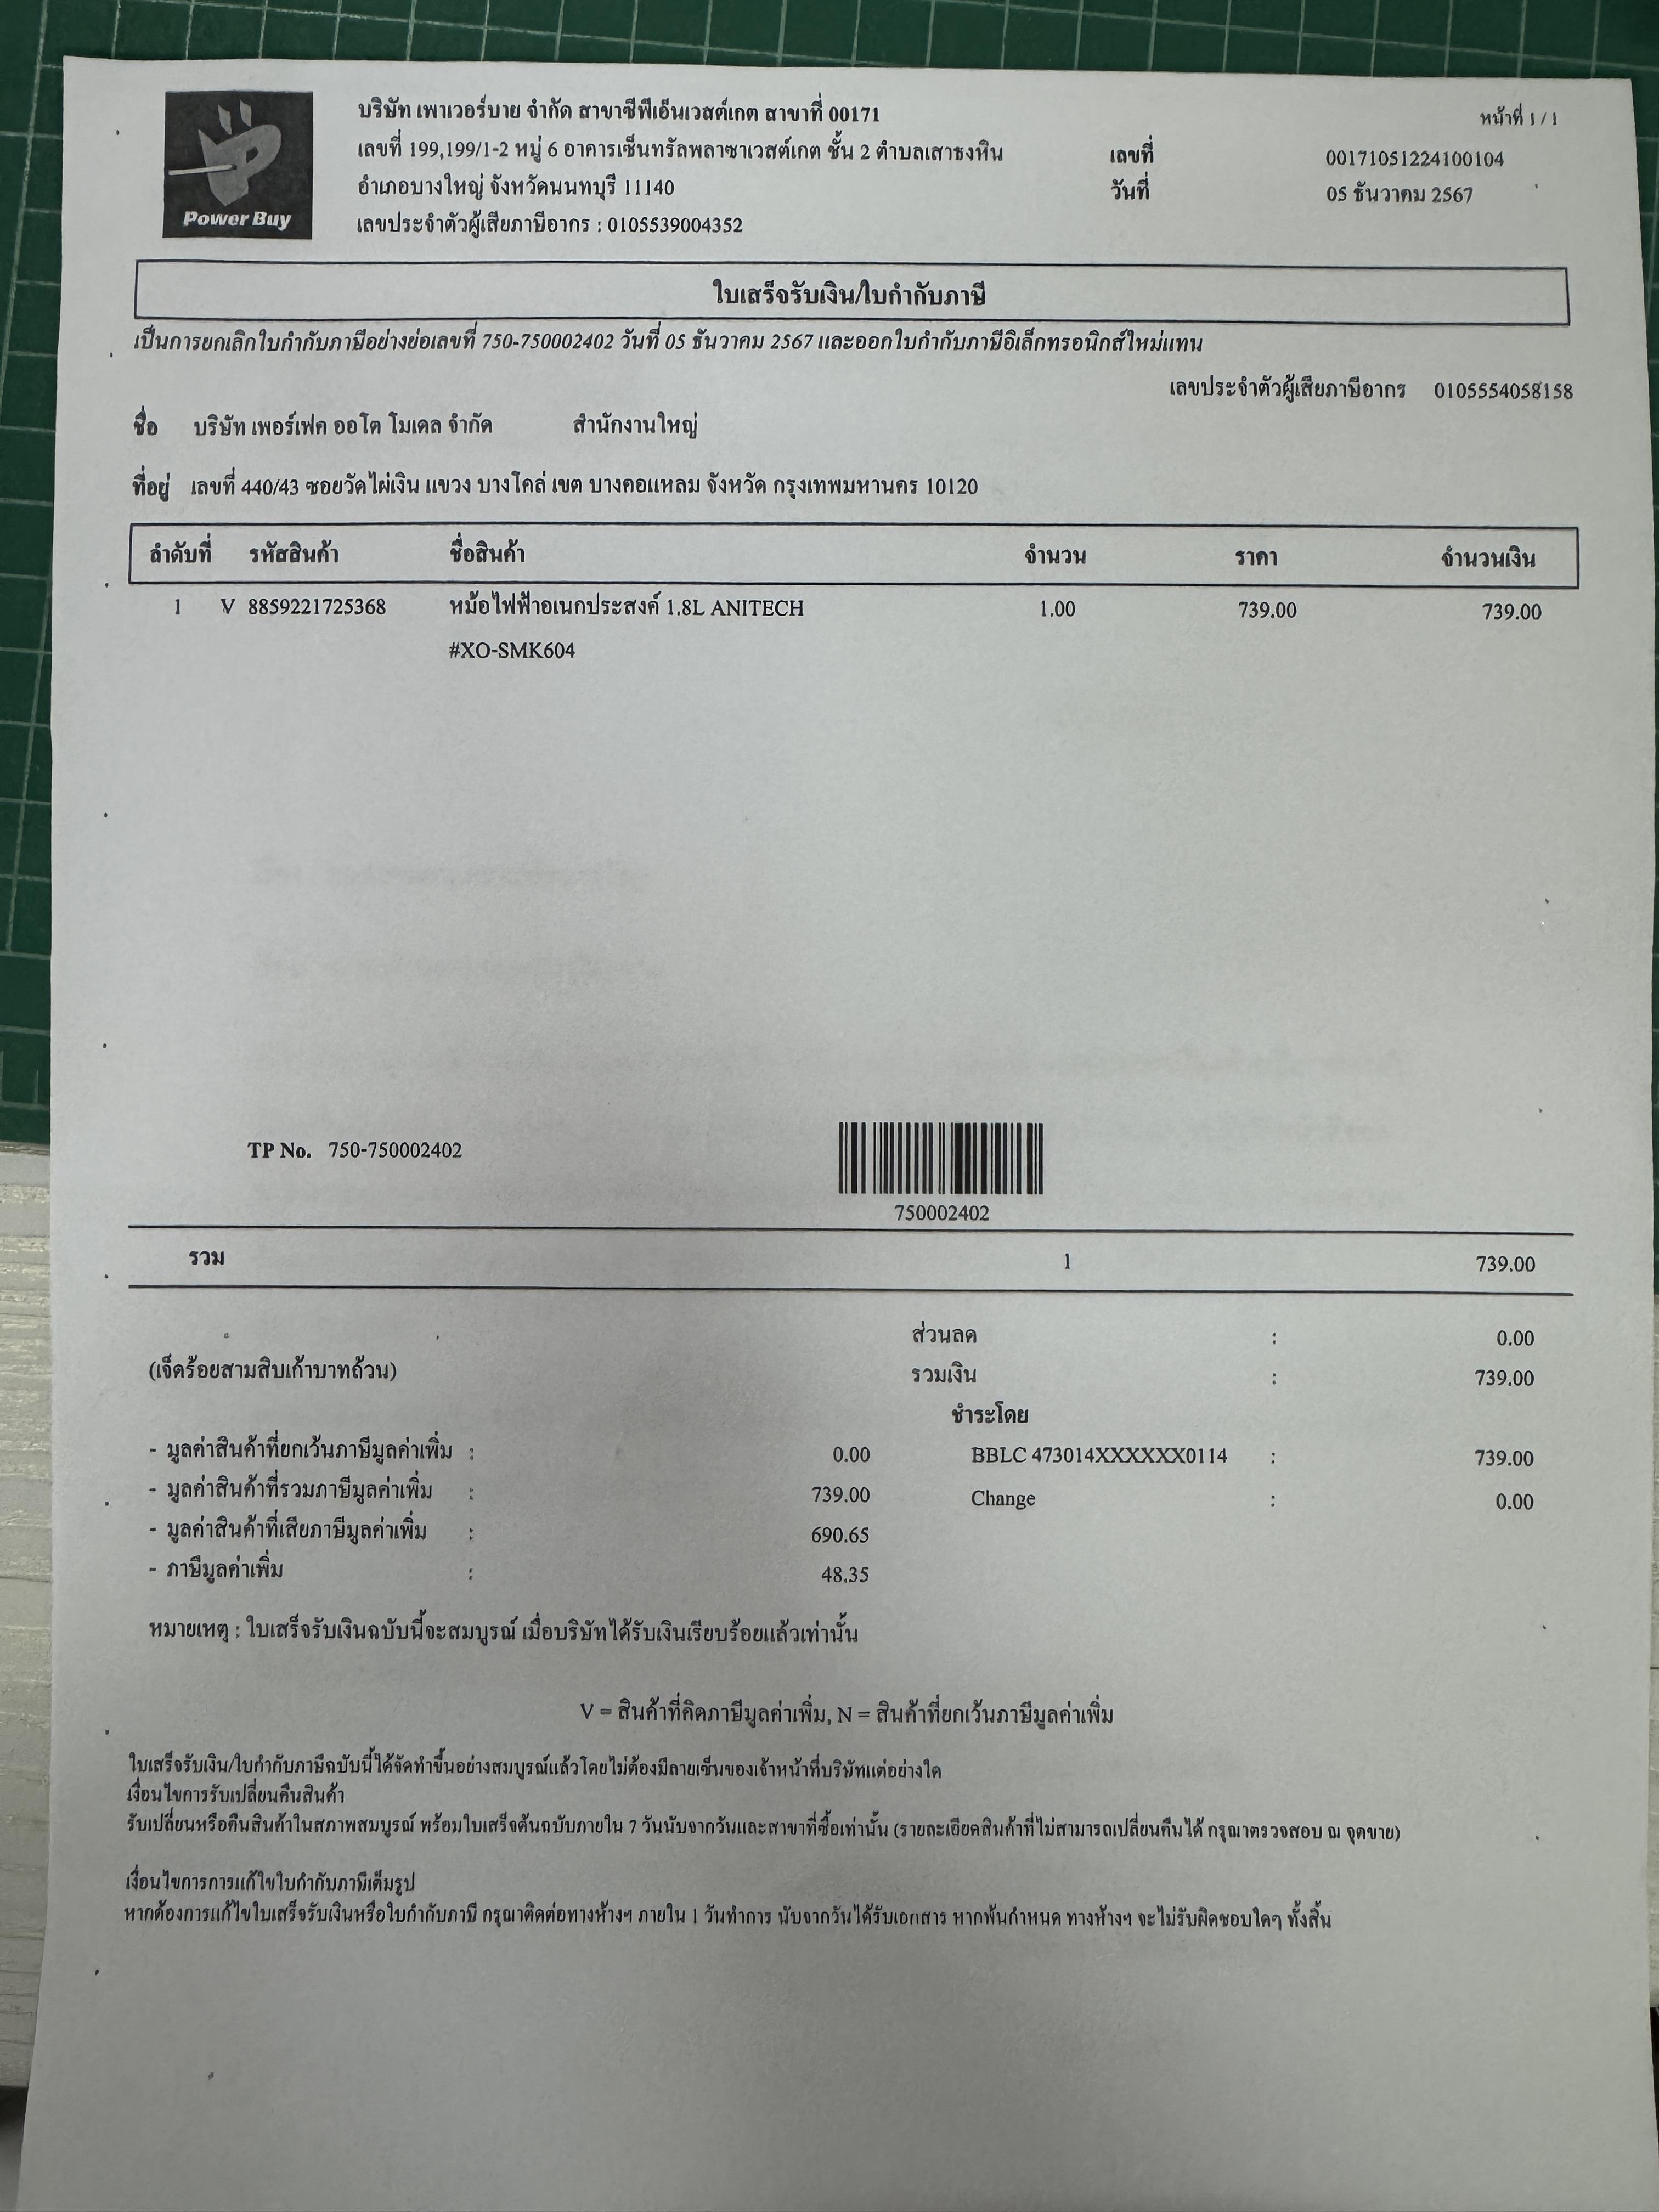 Power Buy
บริษัท เพาเวอร์บาย จำกัด สาขาซีพีเอ็นเวสต์เกต สาขาที่ 00171
หน้าที่ 1 / 1
เลขที่ 199,199/1-2 หมู่ 6 อาคารเซ็นทรัลพลาซาเวสต์เกต ชั้น 2 ตำบลเสาธงหิน
เลขที่ 00171051224100104
อำเภอบางใหญ่ จังหวัดนนทบุรี 11140
วันที่ 05 ธันวาคม 2567
เลขประจำตัวผู้เสียภาษีอากร : 0105539004352
ใบเสร็จรับเงิน/ใบกำกับภาษี
เป็นการยกเลิกใบกำกับภาษีอย่างย่อเลขที่ 750-750002402 วันที่ 05 ธันวาคม 2567 และออกใบกำกับภาษีอิเล็กทรอนิกส์ใหม่แทน
เลขประจำตัวผู้เสียภาษีอากร 0105554058158
ชื่อ บริษัท เพอร์เฟค ออโต โมเดล จำกัด สำนักงานใหญ่
ที่อยู่ เลขที่ 440/43 ซอยวัดไผ่เงิน แขวง บางโคล่ เขต บางคอแหลม จังหวัด กรุงเทพมหานคร 10120
ลำดับที่ รหัสสินค้า ชื่อสินค้า จำนวน ราคา จำนวนเงิน
1 V 8859221725368 หม้อไฟฟ้าอเนกประสงค์ 1.8L ANITECH 1.00 739.00 739.00
#XO-SMK604
TP No. 750-750002402
750002402
รวม 1 739.00
ส่วนลด : 0.00
(เจ็ดร้อยสามสิบเก้าบาทถ้วน)
รวมเงิน : 739.00
ชำระโดย
- มูลค่าสินค้าที่ยกเว้นภาษีมูลค่าเพิ่ม : 0.00 BBLC 473014XXXXXX0114 : 739.00
- มูลค่าสินค้าที่รวมภาษีมูลค่าเพิ่ม : 739.00 Change : 0.00
- มูลค่าสินค้าที่เสียภาษีมูลค่าเพิ่ม : 690.65
- ภาษีมูลค่าเพิ่ม : 48.35
หมายเหตุ : ใบเสร็จรับเงินฉบับนี้จะสมบูรณ์ เมื่อบริษัทได้รับเงินเรียบร้อยแล้วเท่านั้น
V = สินค้าที่คิดภาษีมูลค่าเพิ่ม, N = สินค้าที่ยกเว้นภาษีมูลค่าเพิ่ม
ใบเสร็จรับเงิน/ใบกำกับภาษีฉบับนี้ได้จัดทำขึ้นอย่างสมบูรณ์แล้วโดยไม่ต้องมีลายเซ็นของเจ้าหน้าที่บริษัทแต่อย่างใด
เงื่อนไขการรับเปลี่ยนคืนสินค้า
รับเปลี่ยนหรือคืนสินค้าในสภาพสมบูรณ์ พร้อมใบเสร็จต้นฉบับภายใน 7 วันนับจากวันและสาขาที่ซื้อเท่านั้น (รายละเอียดสินค้าที่ไม่สามารถเปลี่ยนคืนได้ กรุณาตรวจสอบ ณ จุดขาย)
เงื่อนไขการการแก้ไขใบกำกับภาษีเต็มรูป
หากต้องการแก้ไขใบเสร็จรับเงินหรือใบกำกับภาษี กรุณาติดต่อทางห้างฯ ภายใน 1 วันทำการ นับจากวันได้รับเอกสาร หากพ้นกำหนด ทางห้างฯ จะไม่รับผิดชอบใดๆ ทั้งสิ้น